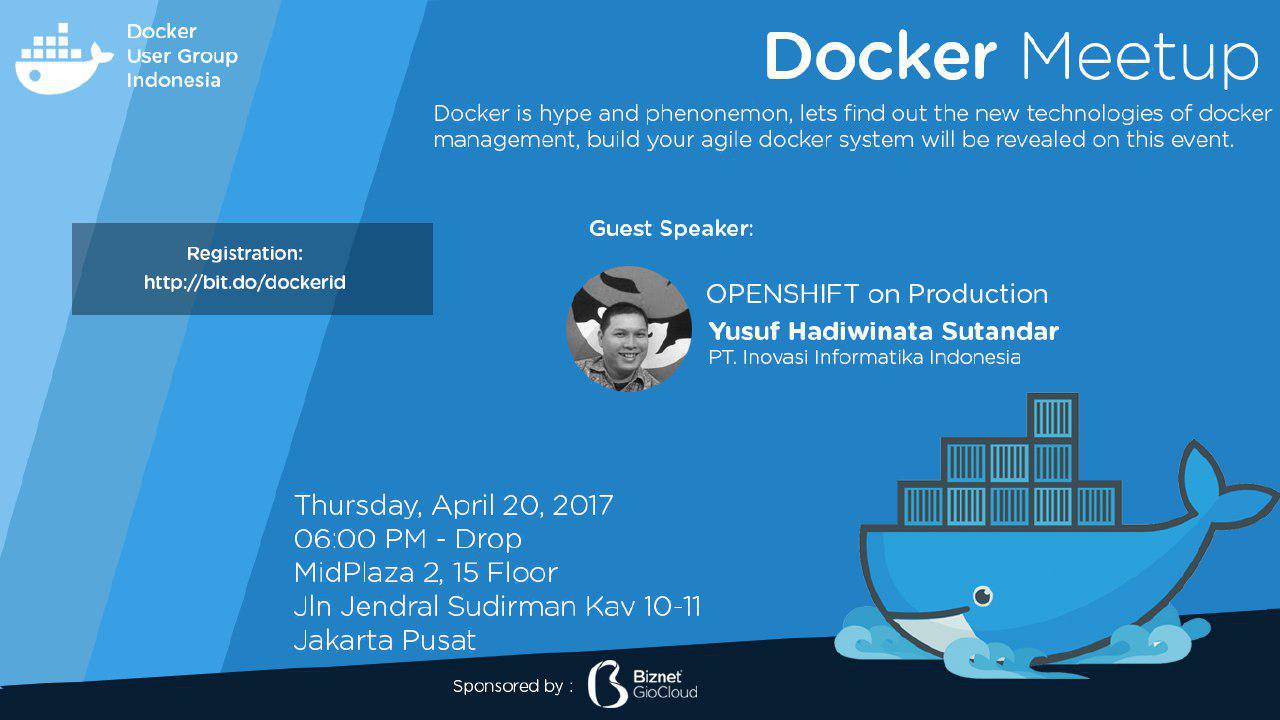 Docker
User Group
Indonesia
Docker Meetup
Docker is hype and phenonemon, lets find out the new technologies of docker
management, build your agile docker system will be revealed on this event.
Registration:
http://bit.do/dockerid
Guest Speaker:
OPENSHIFT on Production
Yusuf Hadiwinata Sutandar
PT. Inovasi Informatika Indonesia
Thursday, April 20, 2017
06:00 PM - Drop
MidPlaza 2, 15 Floor
Jln Jendral Sudirman Kav 10-11
Jakarta Pusat
Sponsored by :
Biznet
GioCloud